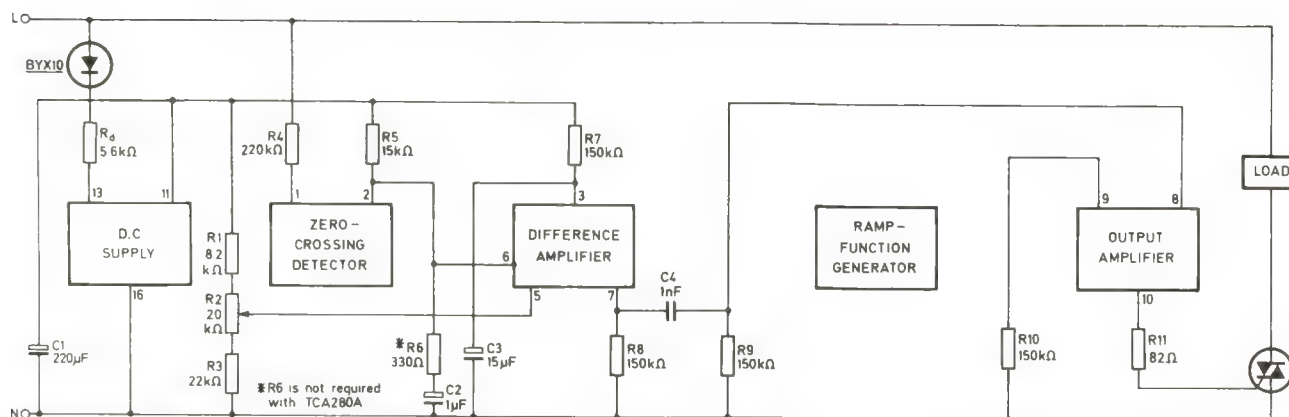 L
BYX10
Rd
5.6kΩ
R4
220kΩ
R5
15kΩ
R7
150kΩ
LOAD
13
11
1
2
3
9
8
D.C
SUPPLY
ZERO-
CROSSING
DETECTOR
DIFFERENCE
AMPLIFIER
RAMP-
FUNCTION
GENERATOR
OUTPUT
AMPLIFIER
R1
82
kΩ
6
16
5
7
10
C4
1nF
R2
20
kΩ
C1
220µF
R3
22kΩ
*R6
330Ω
C3
15µF
R8
150kΩ
R9
150kΩ
R10
150kΩ
R11
82Ω
*R6 is not required
with TCA280A
C2
1µF
N